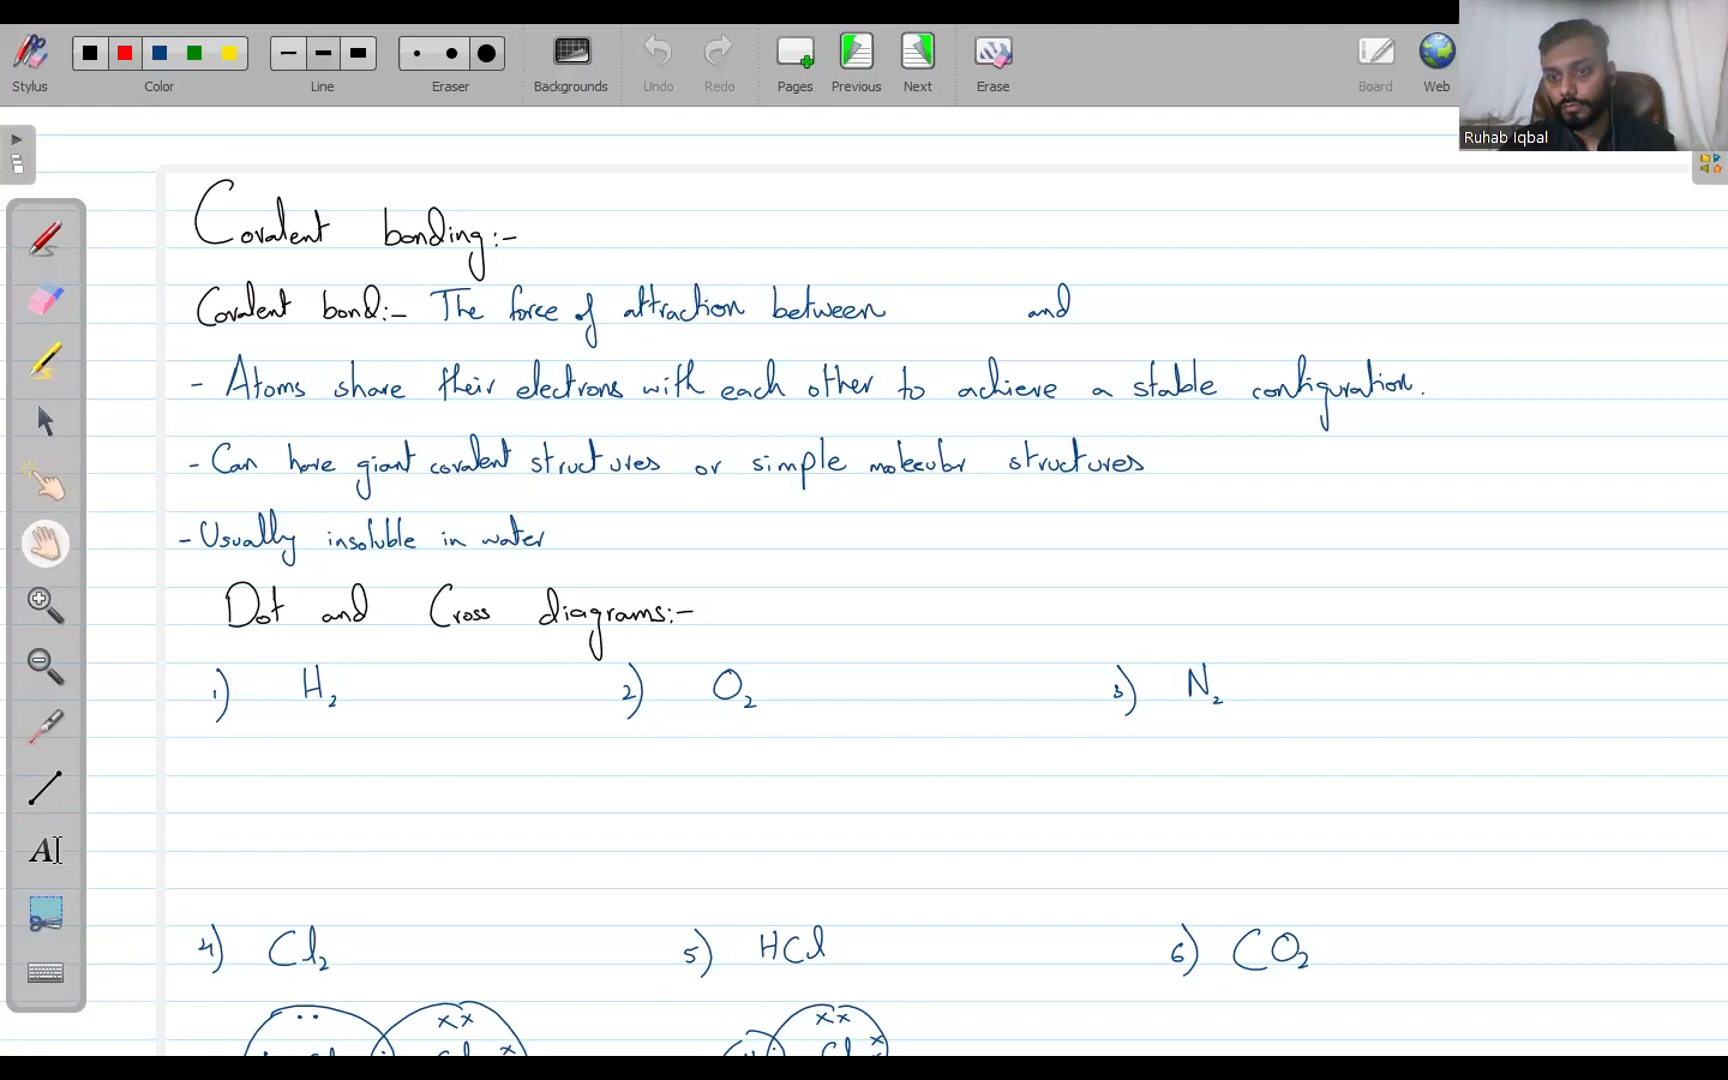 Stylus Color Line Eraser Backgrounds Undo Redo Pages Previous Next Erase Board Web
Ruhab Iqbal
Covalent bonding:-
Covalent bond:- The force of attraction between and
- Atoms share their electrons with each other to achieve a stable configuration.
- Can have giant covalent structures or simple molecular structures
- Usually insoluble in water
Dot and Cross diagrams:-
1) H₂ 2) O₂ 3) N₂
4) Cl₂ 5) HCl 6) CO₂
xx xx